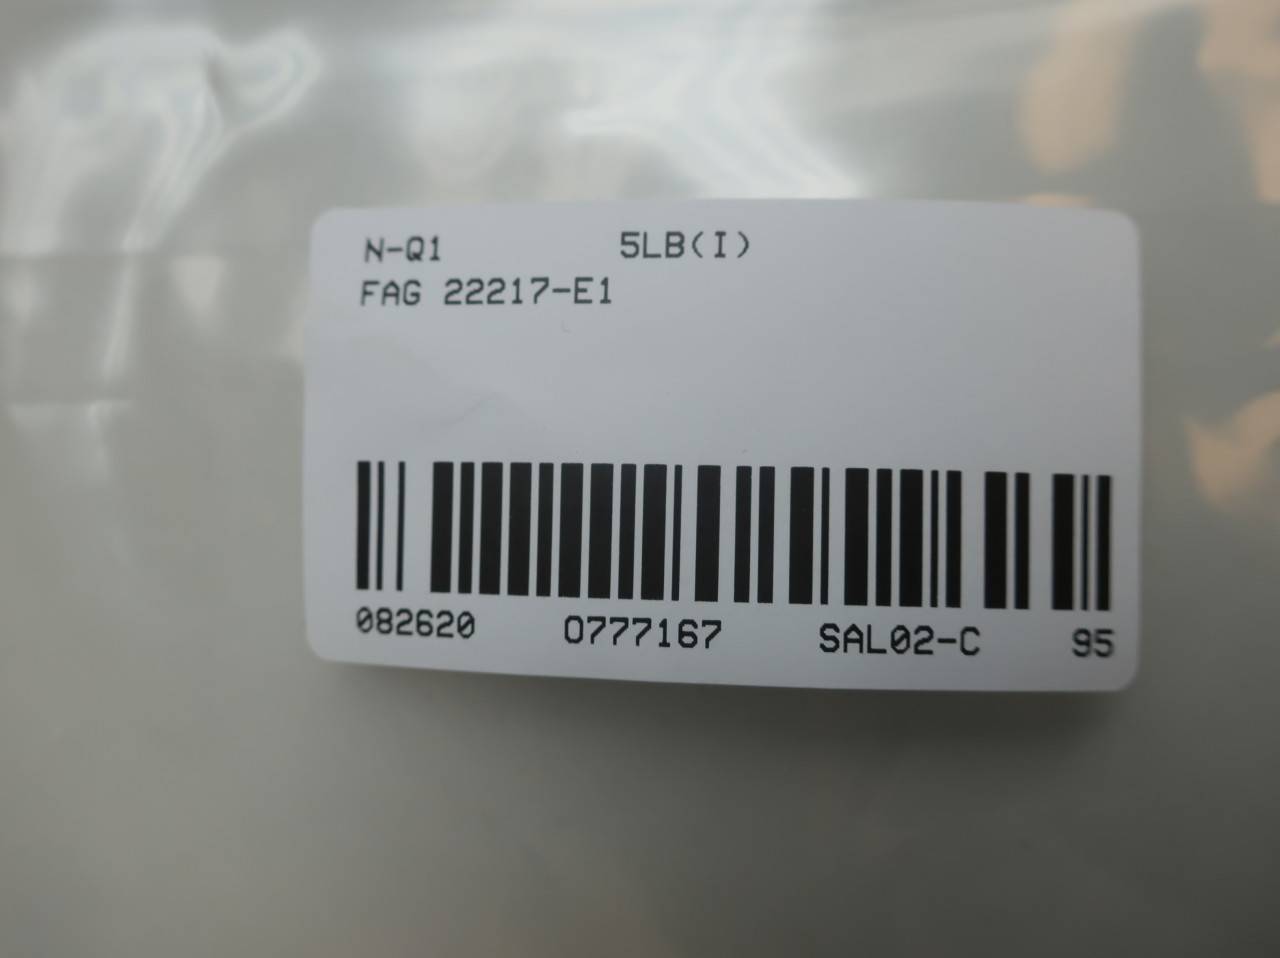 N-Q1 5LB(I)
FAG 22217-E1
082620 0777167 SAL02-C 95